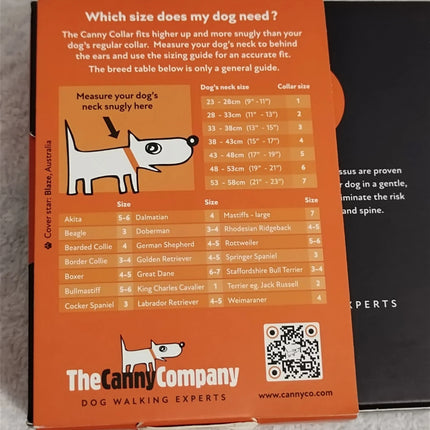 Which size does my dog need ?
The Canny Collar fits higher up and more snugly than your
dog's regular collar. Measure your dog's neck to behind
the ears and use the sizing guide for an accurate fit.
The breed table below is only a general guide.
Measure your dog's
neck snugly here
Dog's neck size Collar size
23 - 28cm (9" -11") 1
28 - 33cm (11" - 13") 2
33 - 38cm (13" - 15") 3
38 - 43cm (15" - 17") 4
43 - 48cm (17" - 19") 5
48 - 53cm (19" - 21") 6
53 - 58cm (21" - 23") 7
Cover star: Blaze, Australia
Akita 5-6 Dalmatian 4 Mastiffs - large 7
Beagle 3 Doberman 3-4 Rhodesian Ridgeback 4-5
Bearded Collie 4 German Shepherd 4-5 Rottweiler 5-6
Border Collie 3-4 Golden Retriever 4-5 Springer Spaniel 3
Boxer 4-5 Great Dane 6-7 Staffordshire Bull Terrier 3-4
Bullmastiff 5-6 King Charles Cavalier 1 Terrier eg. Jack Russell 2
Cocker Spaniel 3 Labrador Retriever 4-5 Weimaraner 4
TheCannyCompany
DOG WALKING EXPERTS
www.cannyco.com
ssus are proven
r dog in a gentle,
iminate the risk
and spine.
EXPERTS